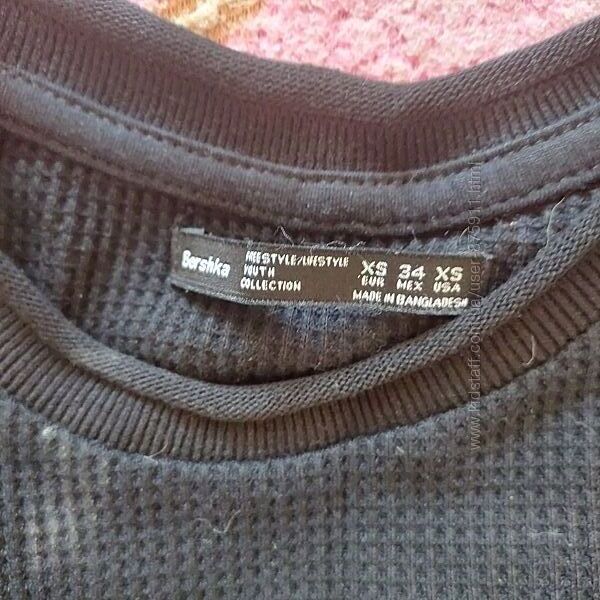 Bershka
FREESTYLE/LIFESTYLE
YOUTH
COLLECTION
XS 34 XS
EUR MEX USA
MADE IN BANGLADESH